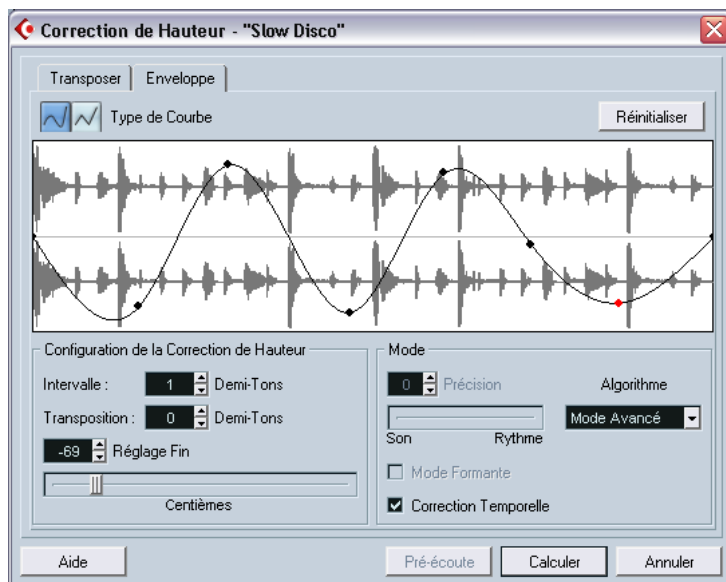 Correction de Hauteur - "Slow Disco"
Transposer
Enveloppe
Type de Courbe
Réinitialiser
Configuration de la Correction de Hauteur
Intervalle :
1
Demi-Tons
Transposition :
0
Demi-Tons
-69
Réglage Fin
Centièmes
Mode
0
Précision
Algorithme
Mode Avancé
Son
Rythme
Mode Formante
Correction Temporelle
Aide
Pré-écoute
Calculer
Annuler